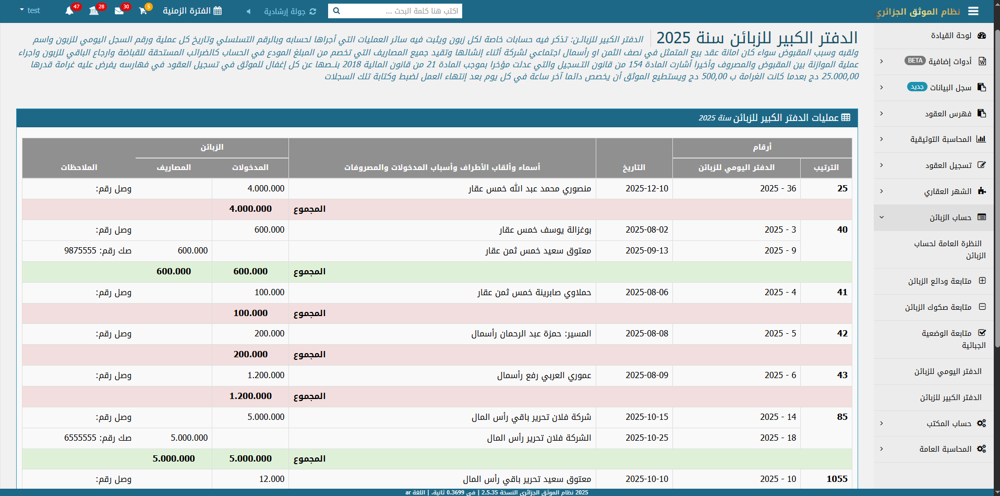 نظام الموثق الجزائري
اكتب هنا كلمة البحث ...
جولة إرشادية
الفترة الزمنية
5
30
28
47
test
لوحة القيادة
أدوات إضافية BETA
سجل البيانات جديد
فهرس العقود
المحاسبة التوثيقية
تسجيل العقود
الشهر العقاري
حساب الزبائن
النظرة العامة لحساب
الزبائن
متابعة ودائع الزبائن
متابعة صكوك الزبائن
متابعة الوضعية
الجبائية
الدفتر اليومي للزبائن
الدفتر الكبير للزبائن
حساب المكتب
المحاسبة العامة
الدفتر الكبير للزبائن سنة 2025 الدفتر الكبير للزبائـن: تذكر فيه حسابات خاصة لكل زبون ويثبت فيه سائر العمليات التي أجراها لحسابه وبالرقم التسلسلي وتاريخ كل عملية ورقم السجل اليومي للزبون واسم
ولقبه وسبب المقبوض سواء كان امانة عقد بيع المتمثل في نصف الثمن او رأسمال اجتماعي لشركة أثناء إنشائها وتقيد جميع المصاريف التي تخصم من المبلغ المودع في الحساب كالضرائب المستحقة للقباضة وارجاع الباقي للزبون واجراء
عملية الموازنة بين المقبوض والمصروف وأخيرا أشارت المادة 154 من قانون التـسجيل والتي عدلت مؤخرا بموجب المادة 21 من قانون المالية 2018 بنــصها عن كل إغفال للموثق في تسجيل العقود في فهارسه يفرض عليه غرامة قدرها
25.000,00 دج بعدما كانت الغرامة ب 500,00 دج ويستطيع الموثق أن يخصص دائما آخر ساعة في كل يوم بعد إنتهاء العمل لضبط وكتابة تلك السجلات
عمليات الدفتر الكبير للزبائن سنة 2025
أرقام الزبائن
الترتيب الدفتر اليومي للزبائن التاريخ أسماء وألقاب الأطراف وأسباب المدخولات والمصروفات المدخولات المصاريف الملاحظات
25 36 - 2025 2025-12-10 منصوري محمد عبد الله خمس عقار 4.000.000 وصل رقم:
المجموع 4.000.000
40 3 - 2025 2025-08-02 بوغزالة يوسف خمس عقار 600.000 وصل رقم:
9 - 2025 2025-09-13 معتوق سعيد خمس ثمن عقار 600.000 صك رقم: 9875555
المجموع 600.000 600.000
41 4 - 2025 2025-08-06 حملاوي صابرينة خمس ثمن عقار 100.000 وصل رقم:
المجموع 100.000
42 5 - 2025 2025-08-08 المسير: حمزة عبد الرحمان رأسمال 200.000 وصل رقم:
المجموع 200.000
43 6 - 2025 2025-08-09 عموري العربي رفع رأسمال 1.200.000 وصل رقم:
المجموع 1.200.000
85 14 - 2025 2025-10-15 شركة فلان تحرير باقي رأس المال 5.000.000 وصل رقم:
18 - 2025 2025-10-25 الشركة فلان تحرير رأس المال 5.000.000 صك رقم: 6555555
المجموع 5.000.000 5.000.000
1055 10 - 2025 2025-10-10 معتوق سعيد تحرير باقي رأس المال 12.000 وصل رقم:
2025 نظام الموثق الجزائري النسخة 2.5.35 | في 0.3699 ثانية. | اللغة ar